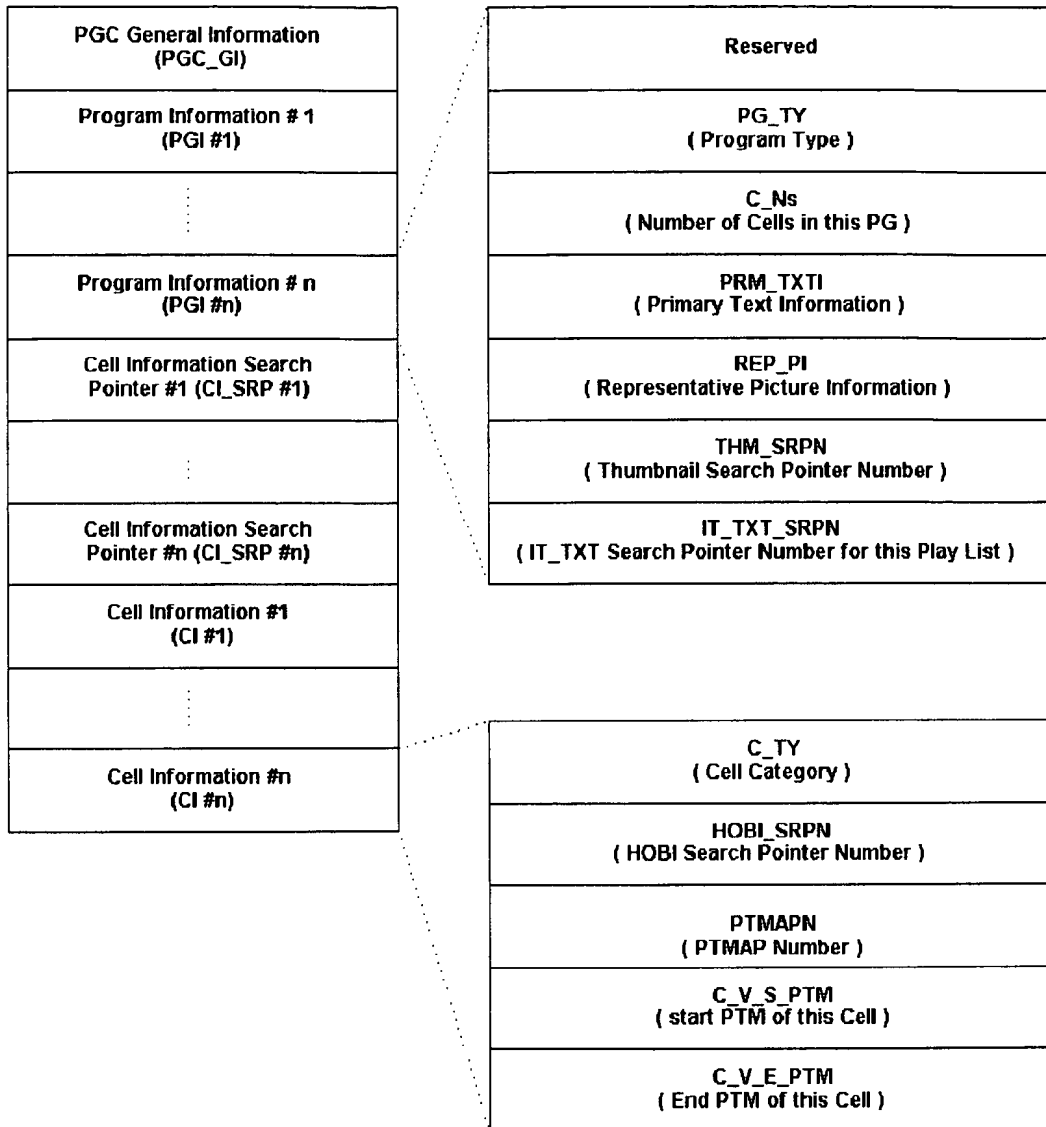 PGC General Information
(PGC_GI)
Program Information # 1
(PGI #1)
Program Information # n
(PGI #n)
Cell Information Search
Pointer #1 (CI_SRP #1)
Cell Information Search
Pointer #n (CI_SRP #n)
Cell Information #1
(CI #1)
Cell Information #n
(CI #n)
Reserved
PG_TY
( Program Type )
C_Ns
( Number of Cells in this PG )
PRM_TXTI
( Primary Text Information )
REP_PI
( Representative Picture Information )
THM_SRPN
( Thumbnail Search Pointer Number )
IT_TXT_SRPN
( IT_TXT Search Pointer Number for this Play List )
C_TY
( Cell Category )
HOBI_SRPN
( HOBI Search Pointer Number )
PTMAPN
( PTMAP Number )
C_V_S_PTM
( start PTM of this Cell )
C_V_E_PTM
( End PTM of this Cell )